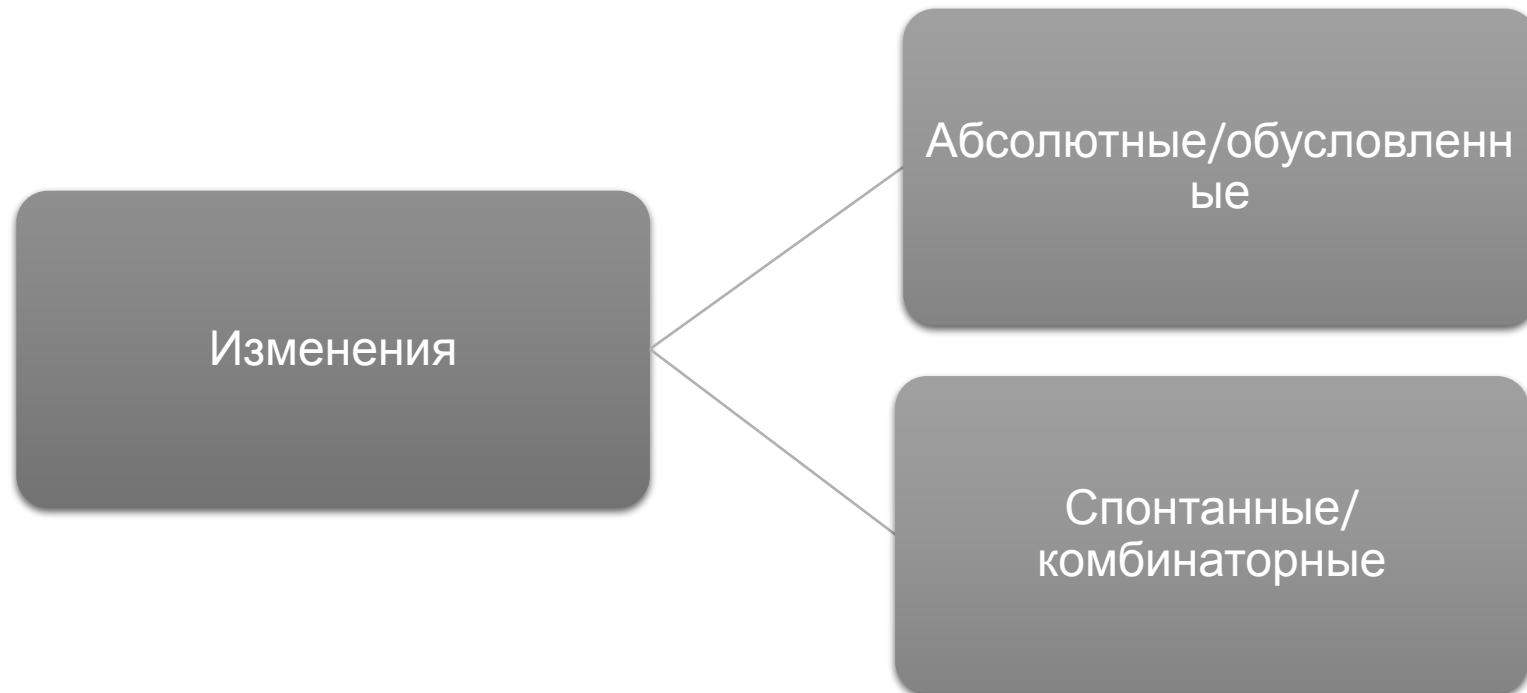 Изменения
Абсолютные/обусловленн
ые
Спонтанные/
комбинаторные